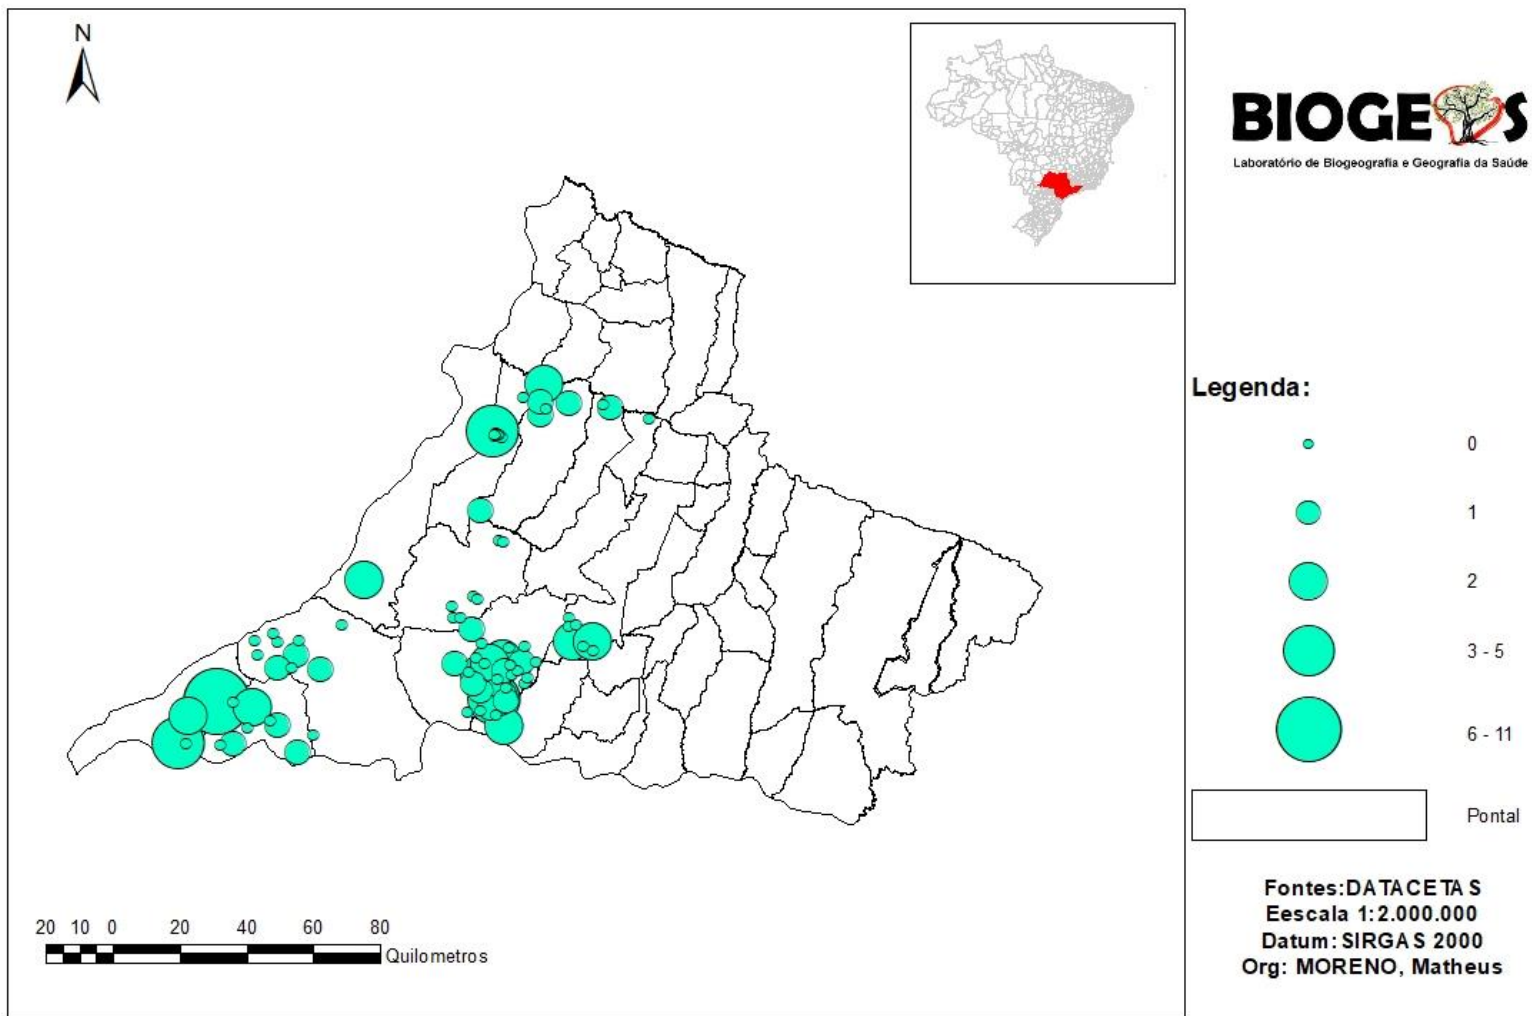 N
BIOGEOS
Laboratório de Biogeografia e Geografia da Saúde
Legenda:
0
1
2
3 - 5
6 - 11
Pontal
Fontes:DATACETAS
Eescala 1:2.000.000
Datum: SIRGAS 2000
Org: MORENO, Matheus
20 10 0 20 40 60 80
Quilometros